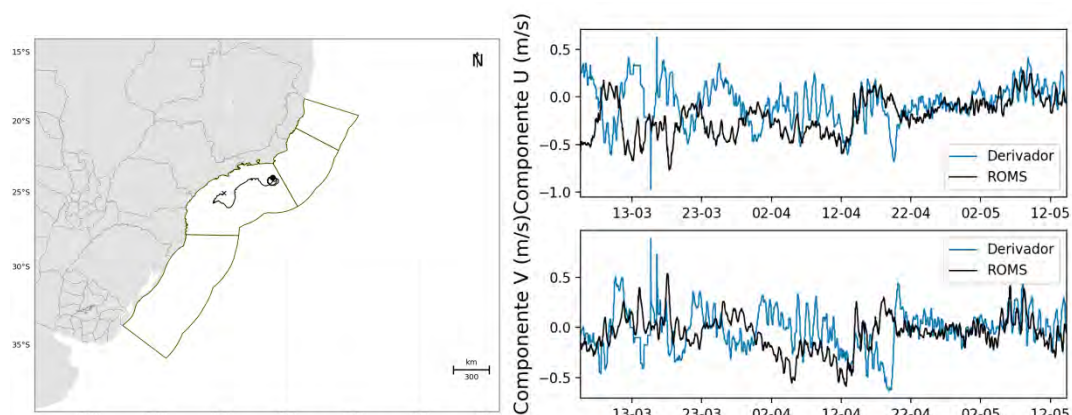 15°S
20°S
25°S
30°S
35°S
N
km
300
Componente U (m/s)
0.5
0.0
−0.5
−1.0
Derivador
ROMS
13-03
23-03
02-04
12-04
22-04
02-05
12-05
Componente V (m/s)
0.5
0.0
−0.5
Derivador
ROMS
13-03
23-03
02-04
12-04
22-04
02-05
12-05